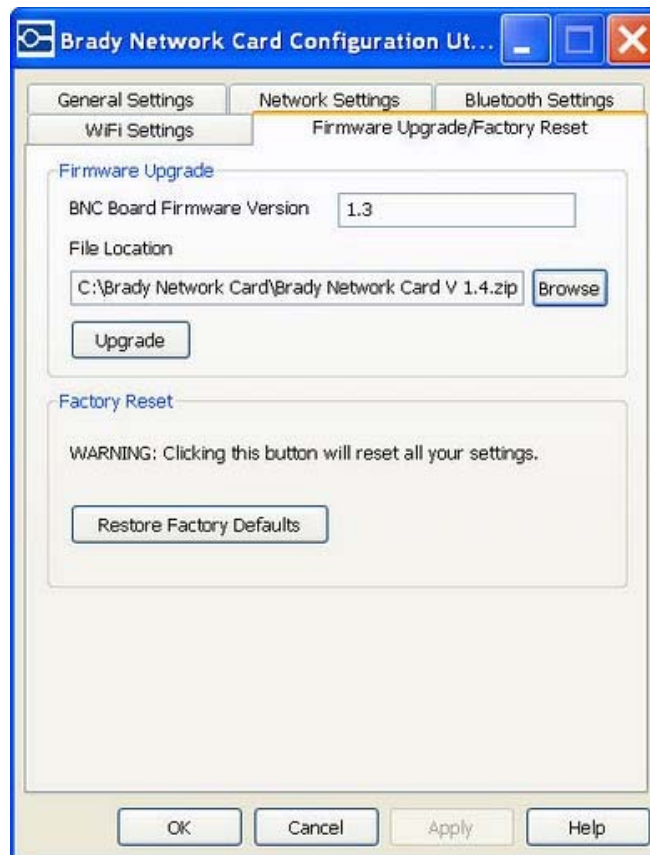 Brady Network Card Configuration Ut...
General Settings
Network Settings
Bluetooth Settings
WiFi Settings
Firmware Upgrade/Factory Reset
Firmware Upgrade
BNC Board Firmware Version
1.3
File Location
C:\Brady Network Card\Brady Network Card V 1.4.zip
Browse
Upgrade
Factory Reset
WARNING: Clicking this button will reset all your settings.
Restore Factory Defaults
OK
Cancel
Apply
Help